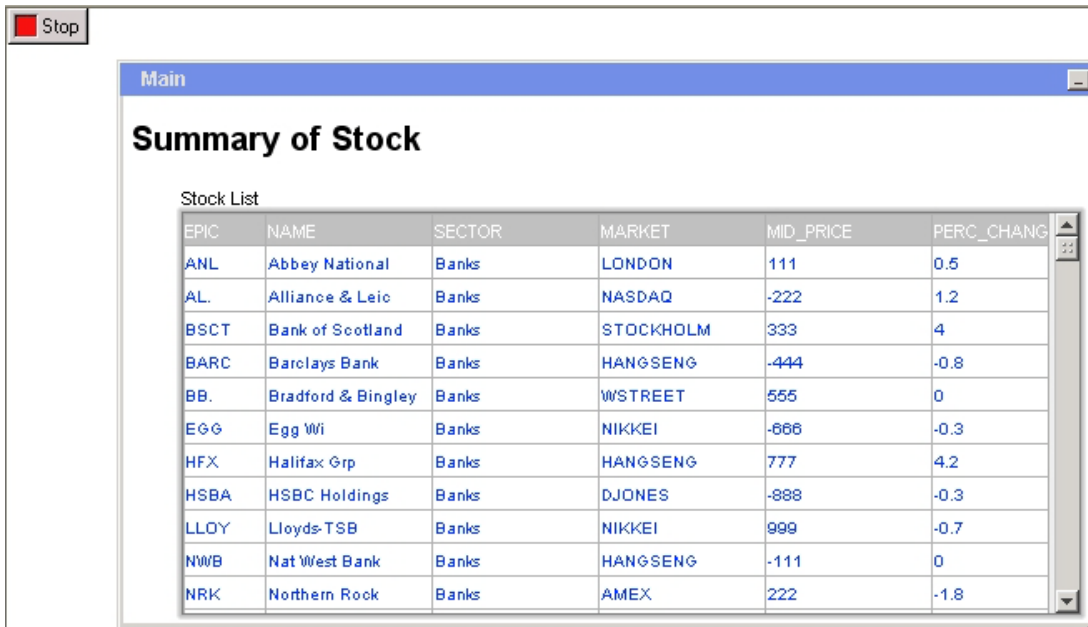 Stop
Main
Summary of Stock
Stock List
EPIC NAME SECTOR MARKET MID_PRICE PERC_CHANG
ANL Abbey National Banks LONDON 111 0.5
AL. Alliance & Leic Banks NASDAQ -222 1.2
BSCT Bank of Scotland Banks STOCKHOLM 333 4
BARC Barclays Bank Banks HANGSENG -444 -0.8
BB. Bradford & Bingley Banks WSTREET 555 0
EGG Egg Wi Banks NIKKEI -666 -0.3
HFX Halifax Grp Banks HANGSENG 777 4.2
HSBA HSBC Holdings Banks DJONES -888 -0.3
LLOY Lloyds-TSB Banks NIKKEI 999 -0.7
NWB Nat West Bank Banks HANGSENG -111 0
NRK Northern Rock Banks AMEX 222 -1.8